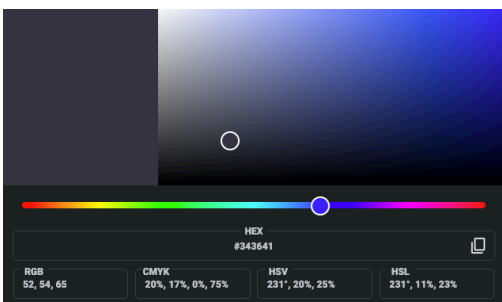 HEX
#343641
RGB
52, 54, 65
CMYK
20%, 17%, 0%, 75%
HSV
231°, 20%, 25%
HSL
231°, 11%, 23%